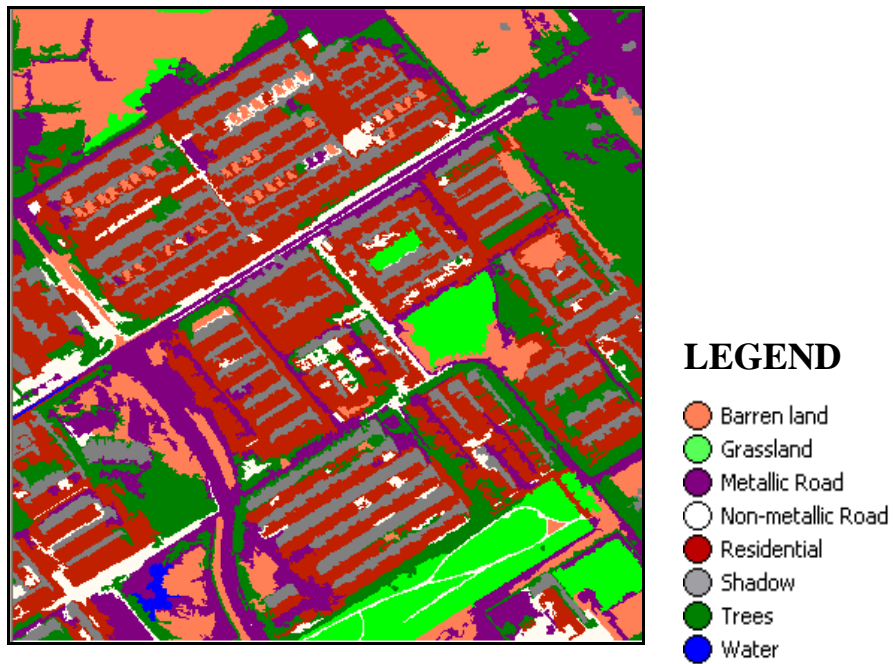 LEGEND
Barren land
Grassland
Metallic Road
Non-metallic Road
Residential
Shadow
Trees
Water